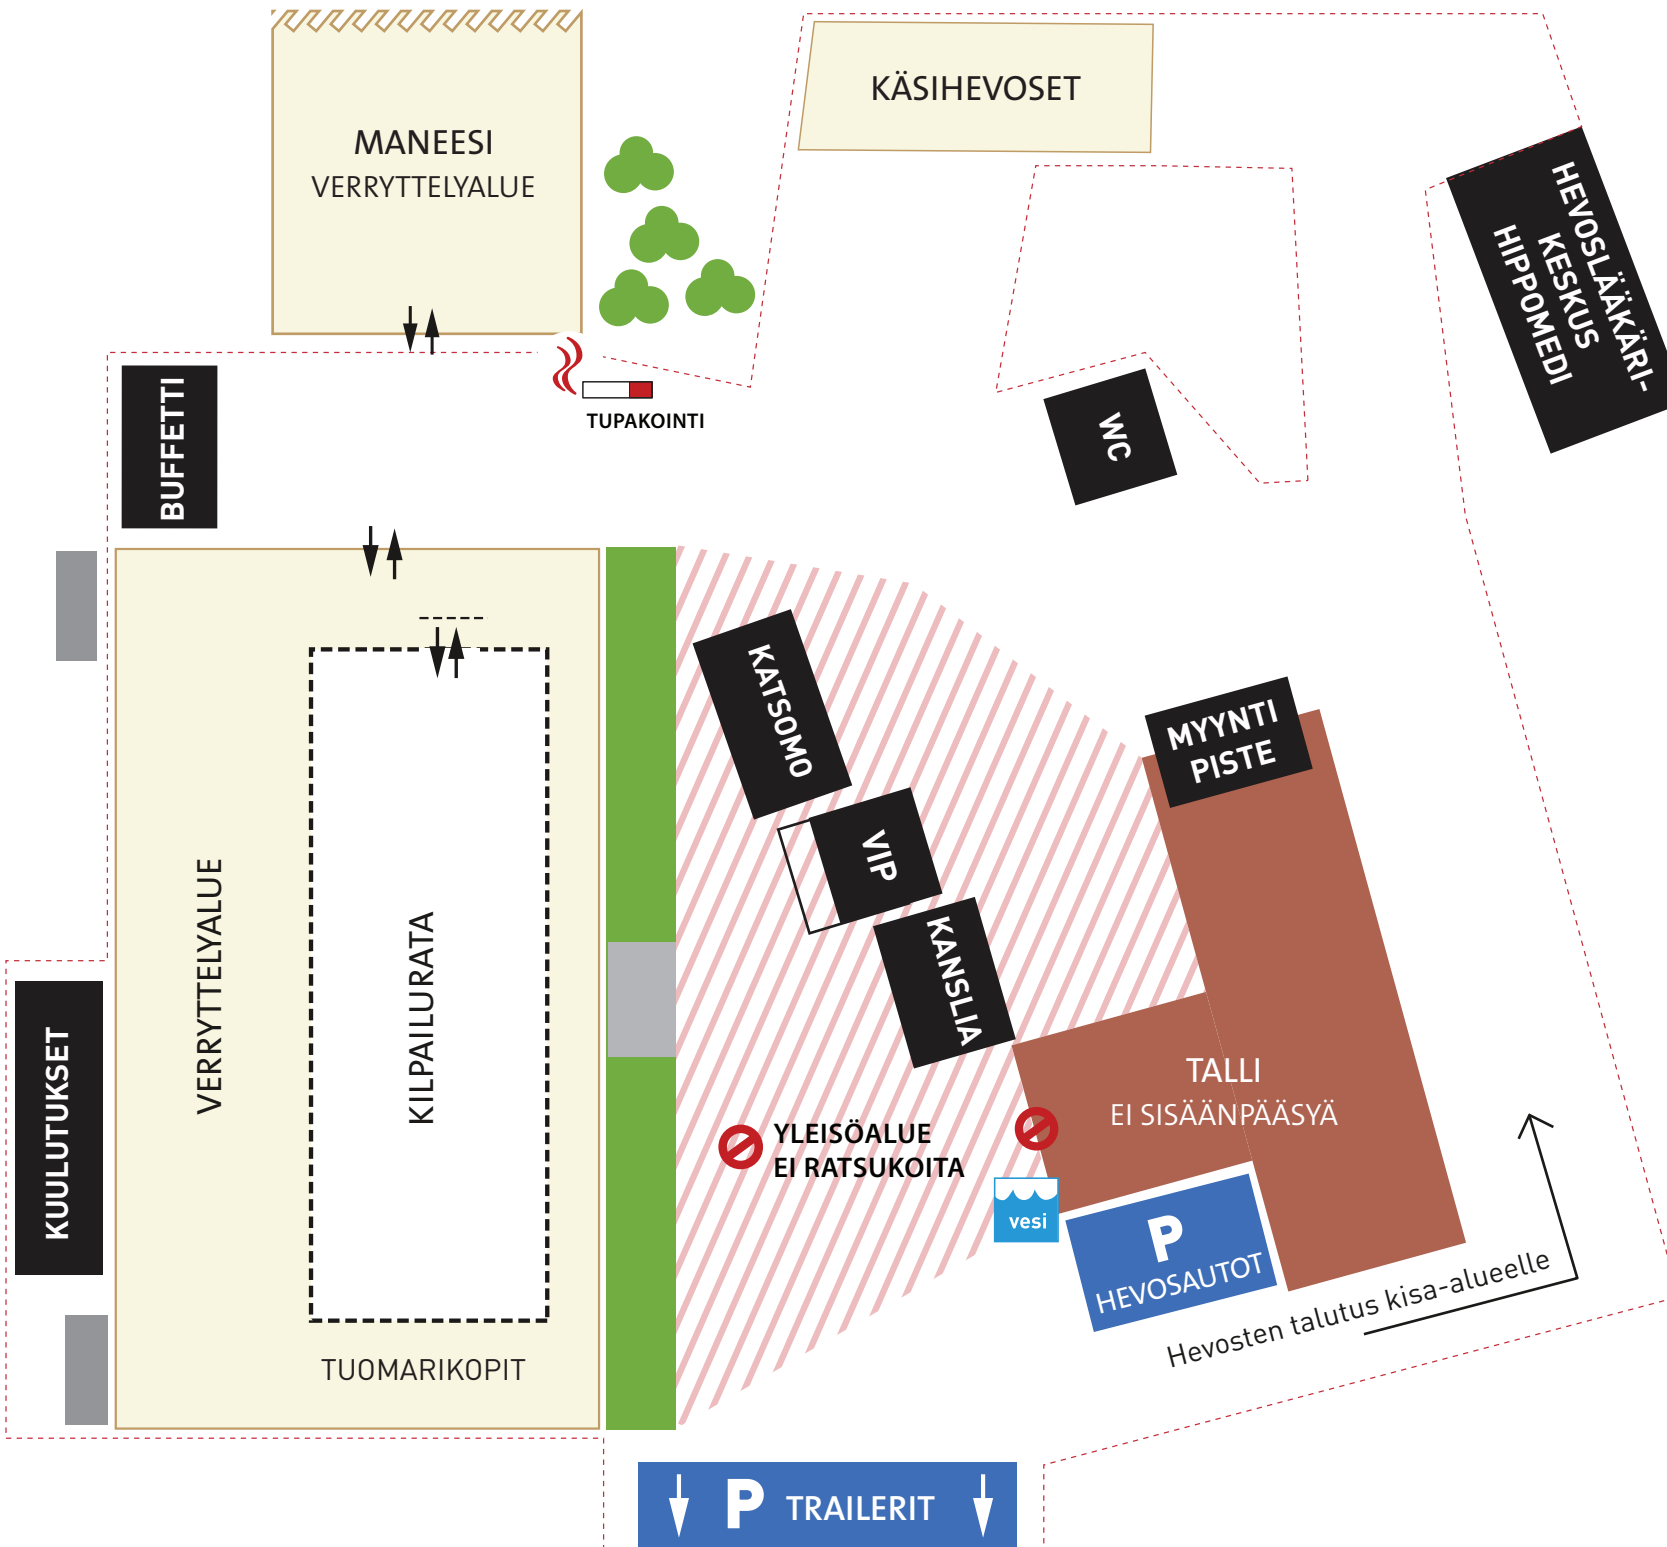 KÄSIHEVOSET
MANEESI
VERRYTTELYALUE
HEVOSLÄÄKÄRI-
KESKUS
HIPPOMEDI
TUPAKOINTI
BUFFETTI
WC
KATSOMO
MYYNTI
PISTE
VIP
KANSLIA
VERRYTTELYALUE
KILPAILURATA
KUULUTUKSET
TALLI
EI SISÄÄNPÄÄSYÄ
YLEISÖALUE
EI RATSUKOITA
vesi
P
HEVOSAUTOT
Hevosten talutus kisa-alueelle
TUOMARIKOPIT
P TRAILERIT